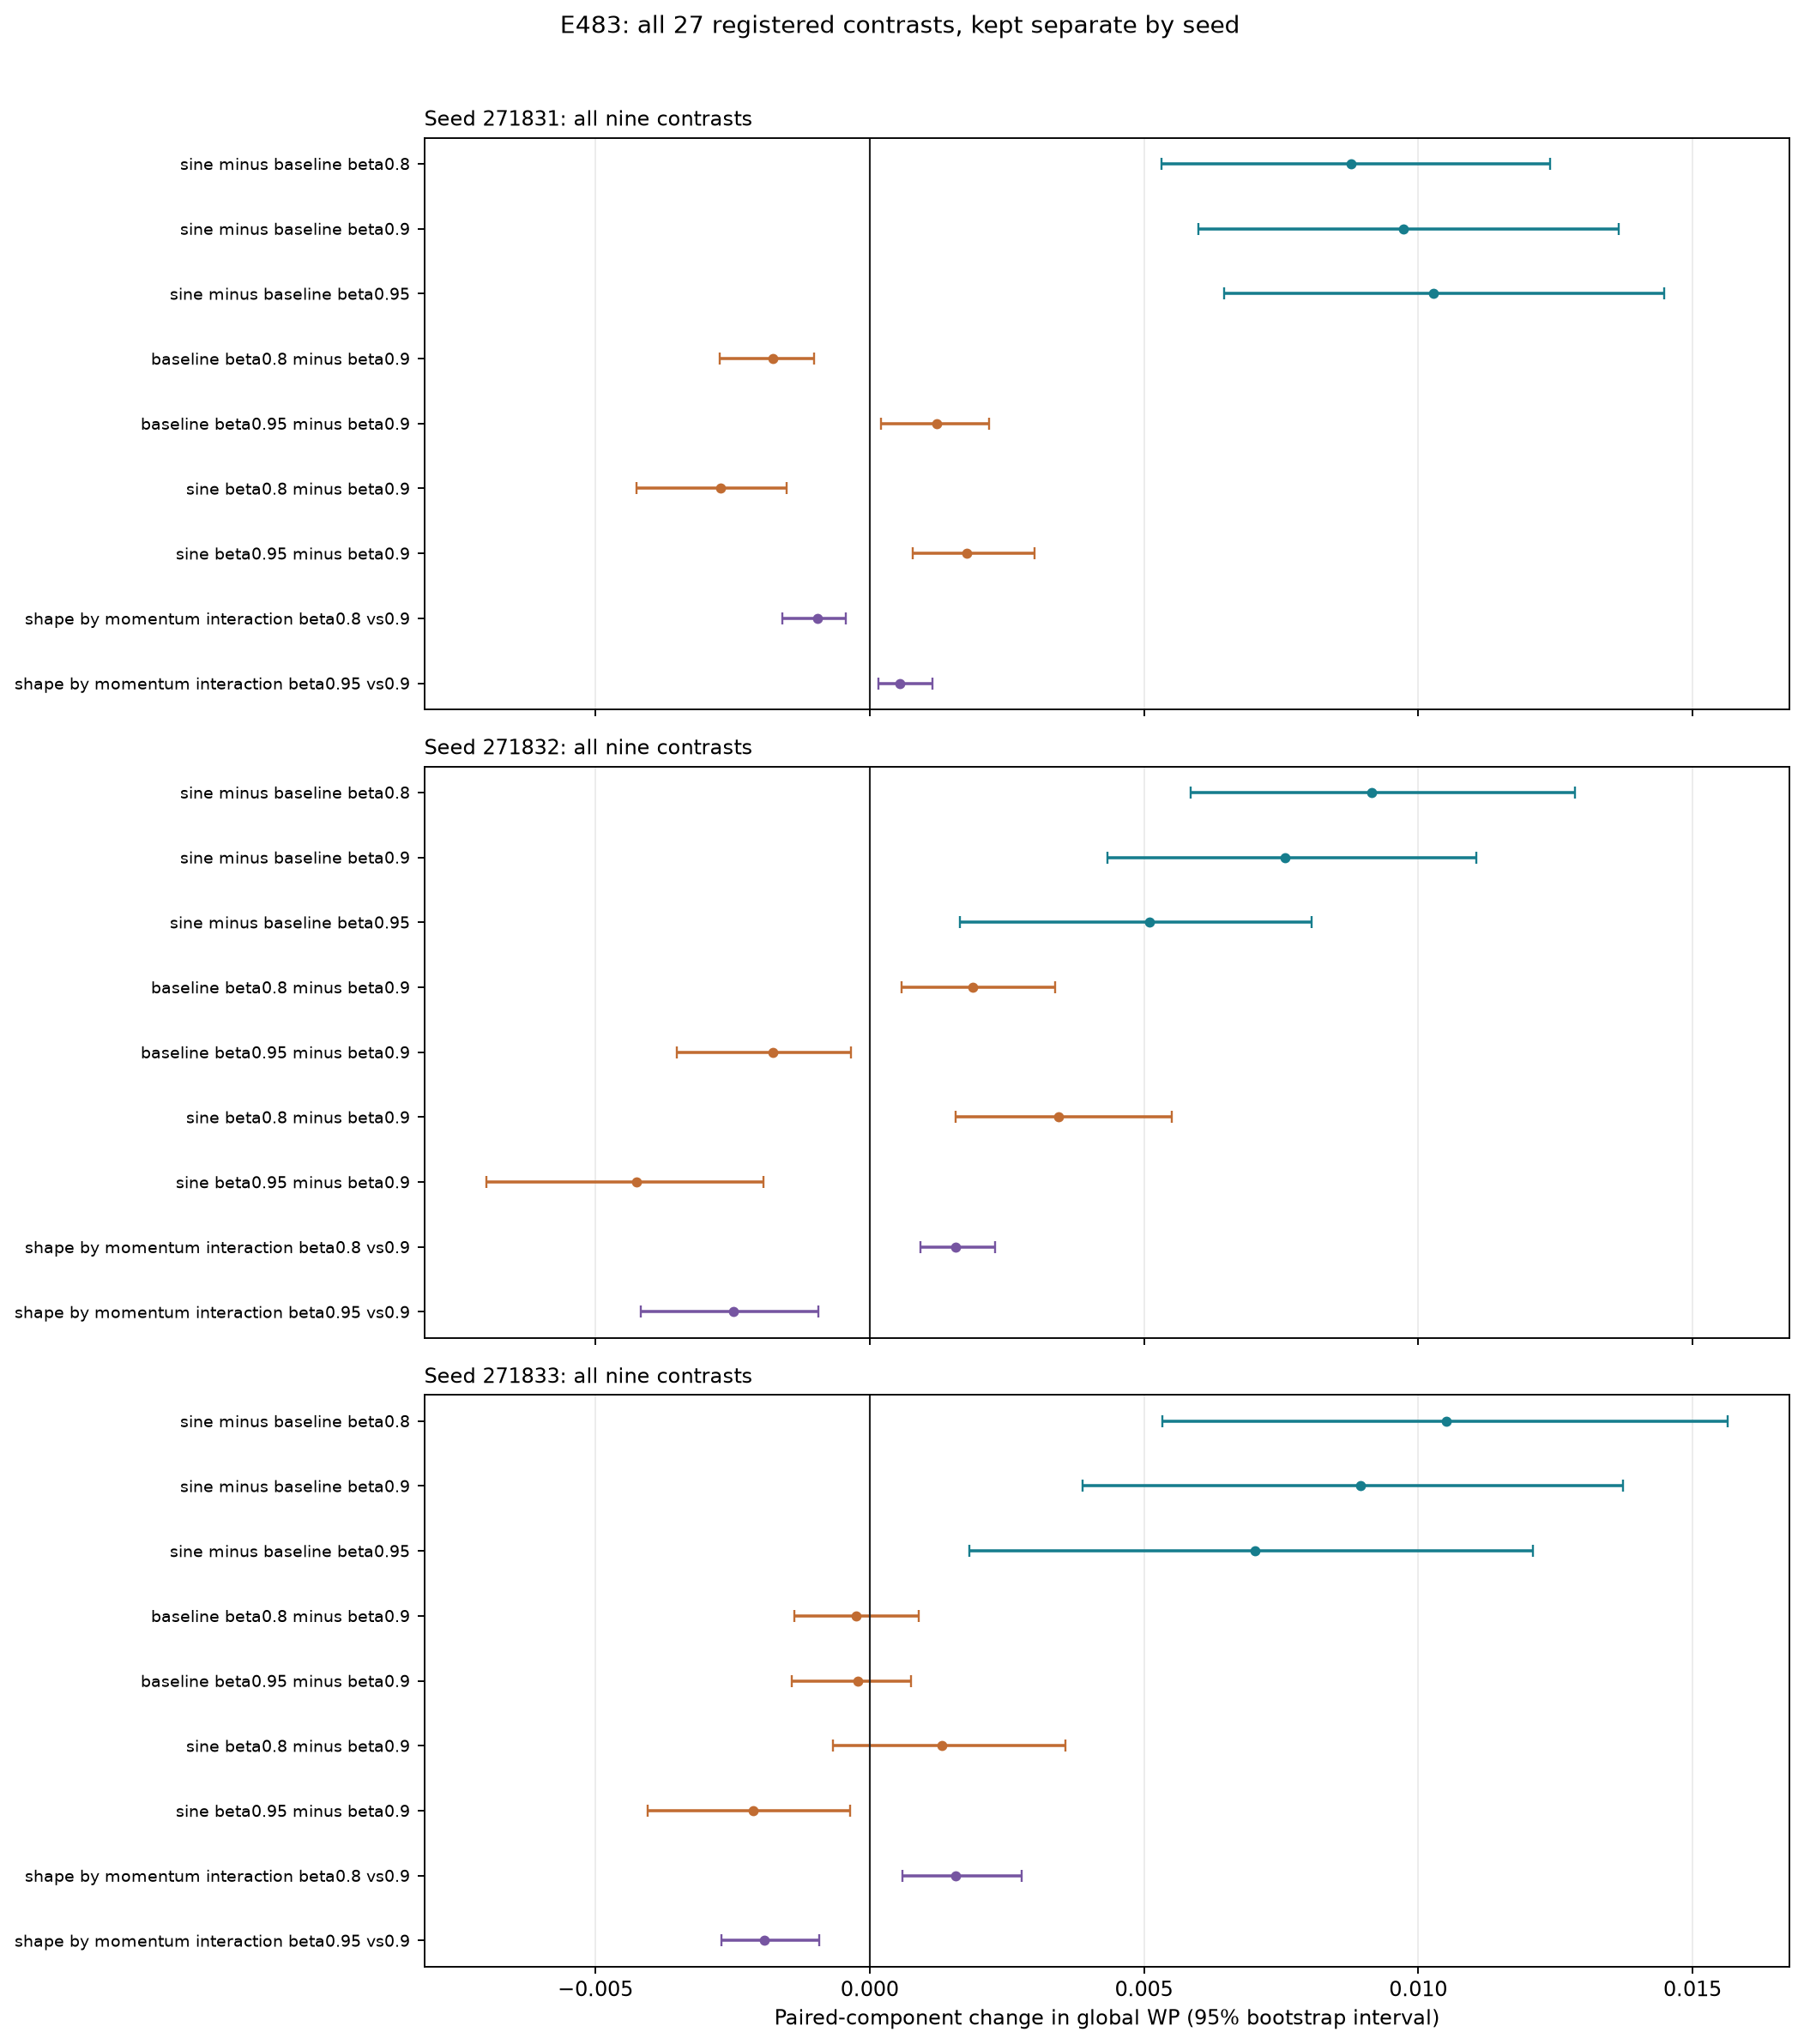 E483: all 27 registered contrasts, kept separate by seed
Seed 271831: all nine contrasts
sine minus baseline beta0.8
sine minus baseline beta0.9
sine minus baseline beta0.95
baseline beta0.8 minus beta0.9
baseline beta0.95 minus beta0.9
sine beta0.8 minus beta0.9
sine beta0.95 minus beta0.9
shape by momentum interaction beta0.8 vs0.9
shape by momentum interaction beta0.95 vs0.9
Seed 271832: all nine contrasts
sine minus baseline beta0.8
sine minus baseline beta0.9
sine minus baseline beta0.95
baseline beta0.8 minus beta0.9
baseline beta0.95 minus beta0.9
sine beta0.8 minus beta0.9
sine beta0.95 minus beta0.9
shape by momentum interaction beta0.8 vs0.9
shape by momentum interaction beta0.95 vs0.9
Seed 271833: all nine contrasts
sine minus baseline beta0.8
sine minus baseline beta0.9
sine minus baseline beta0.95
baseline beta0.8 minus beta0.9
baseline beta0.95 minus beta0.9
sine beta0.8 minus beta0.9
sine beta0.95 minus beta0.9
shape by momentum interaction beta0.8 vs0.9
shape by momentum interaction beta0.95 vs0.9
−0.005 0.000 0.005 0.010 0.015
Paired-component change in global WP (95% bootstrap interval)